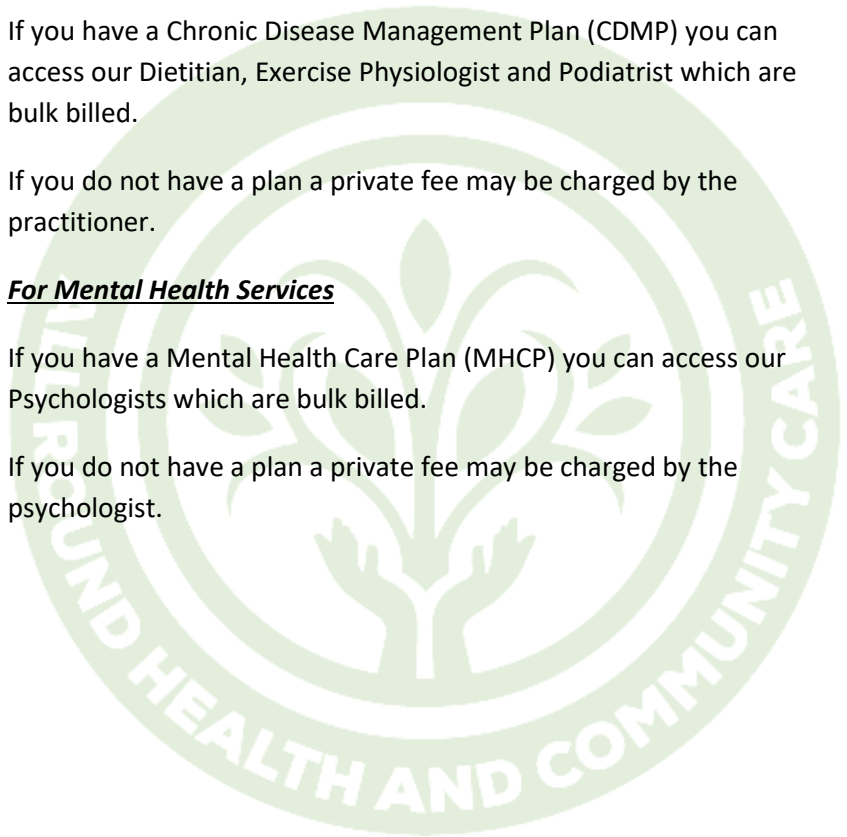 If you have a Chronic Disease Management Plan (CDMP) you can
access our Dietitian, Exercise Physiologist and Podiatrist which are
bulk billed.
If you do not have a plan a private fee may be charged by the
practitioner.
For Mental Health Services
If you have a Mental Health Care Plan (MHCP) you can access our
Psychologists which are bulk billed.
If you do not have a plan a private fee may be charged by the
psychologist.
ALL ROUND HEALTH AND COMMUNITY CARE